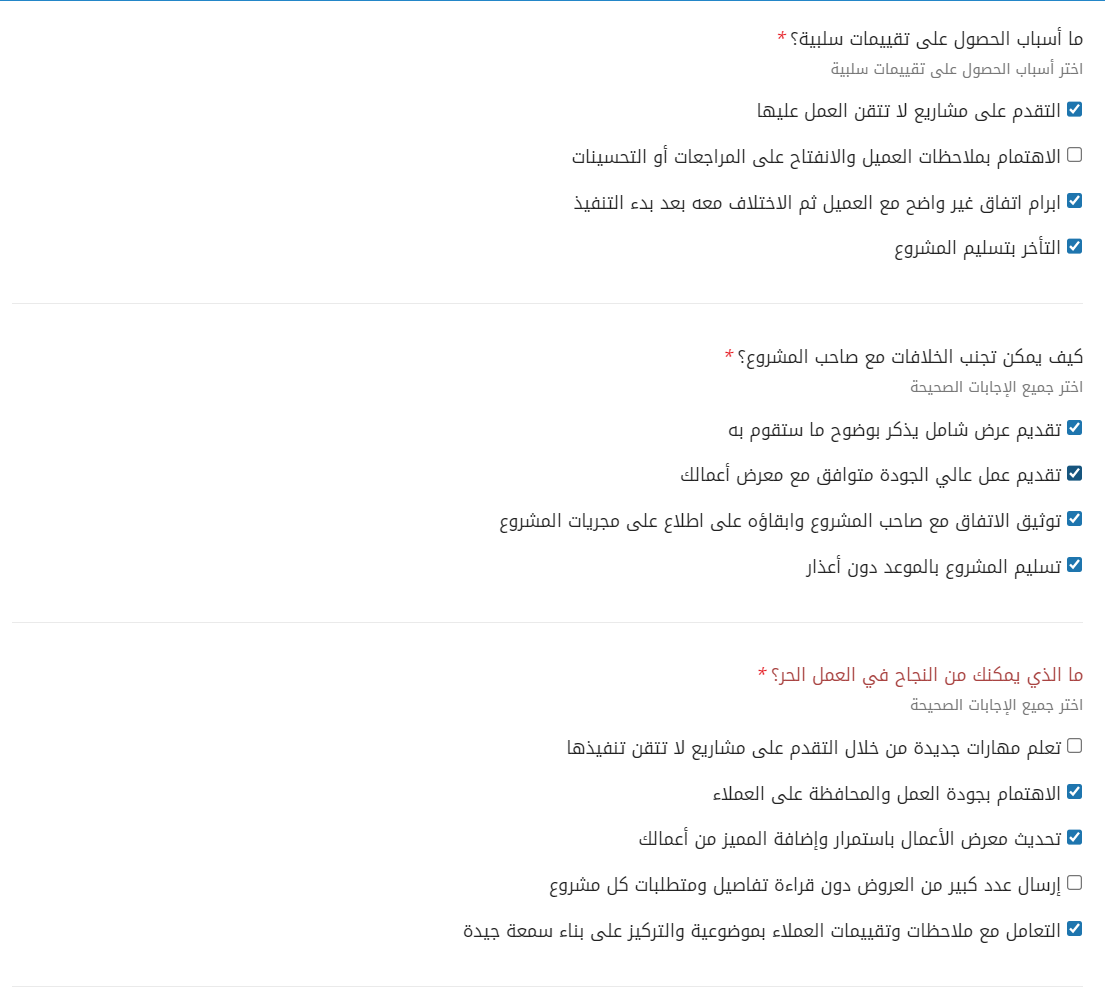 ما أسباب الحصول على تقييمات سلبية؟ *
اختر أسباب الحصول على تقييمات سلبية
التقدم على مشاريع لا تتقن العمل عليها
الاهتمام بملاحظات العميل والانفتاح على المراجعات أو التحسينات
ابرام اتفاق غير واضح مع العميل ثم الاختلاف معه بعد بدء التنفيذ
التأخر بتسليم المشروع
كيف يمكن تجنب الخلافات مع صاحب المشروع؟ *
اختر جميع الإجابات الصحيحة
تقديم عرض شامل يذكر بوضوح ما ستقوم به
تقديم عمل عالي الجودة متوافق مع معرض أعمالك
توثيق الاتفاق مع صاحب المشروع وابقاؤه على اطلاع على مجريات المشروع
تسليم المشروع بالموعد دون أعذار
ما الذي يمكنك من النجاح في العمل الحر؟ *
اختر جميع الإجابات الصحيحة
تعلم مهارات جديدة من خلال التقدم على مشاريع لا تتقن تنفيذها
الاهتمام بجودة العمل والمحافظة على العملاء
تحديث معرض الأعمال باستمرار وإضافة المميز من أعمالك
إرسال عدد كبير من العروض دون قراءة تفاصيل ومتطلبات كل مشروع
التعامل مع ملاحظات وتقييمات العملاء بموضوعية والتركيز على بناء سمعة جيدة